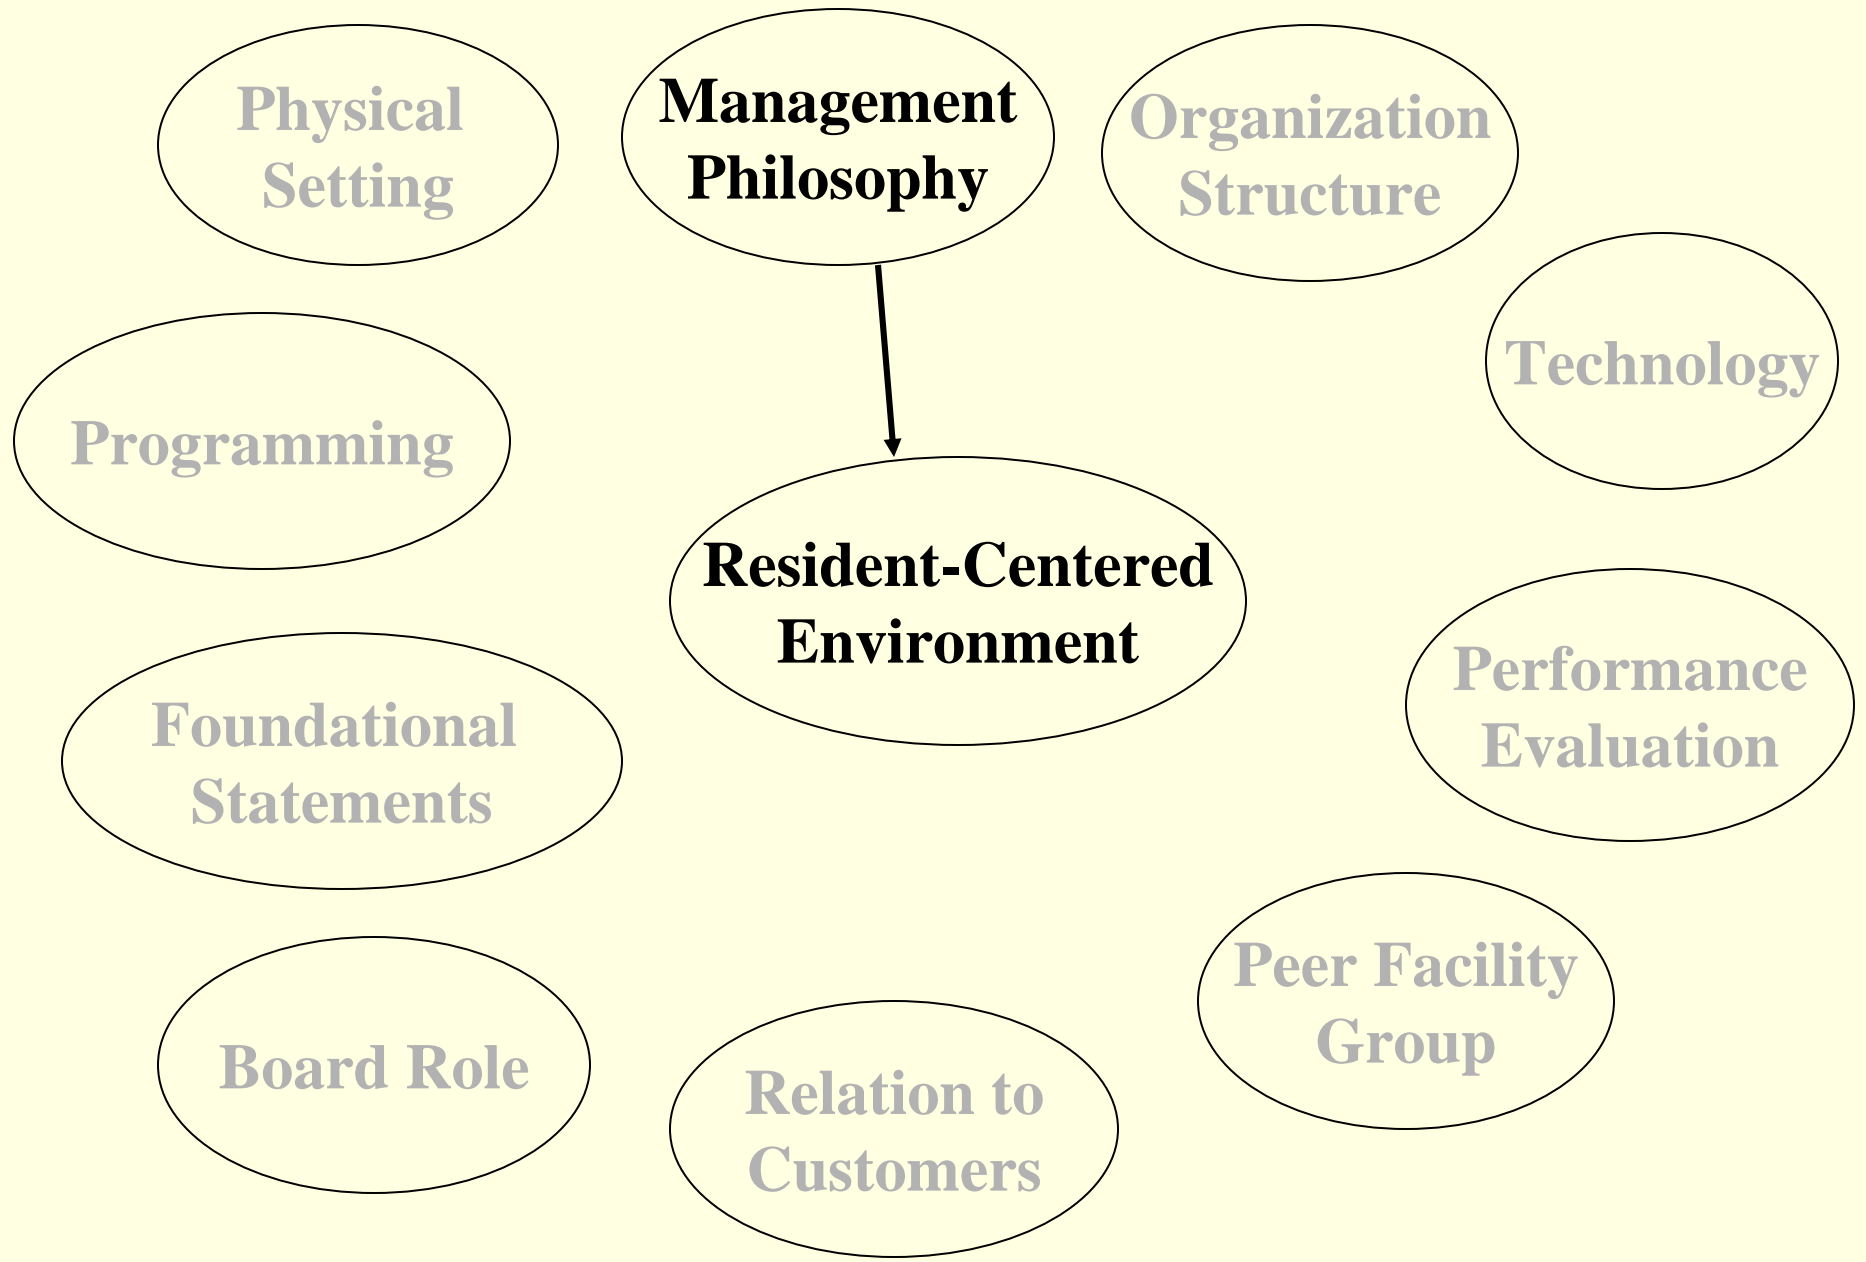 Physical
Setting
Management
Philosophy
Organization
Structure
Technology
Programming
Resident-Centered
Environment
Performance
Evaluation
Foundational
Statements
Peer Facility
Group
Board Role
Relation to
Customers